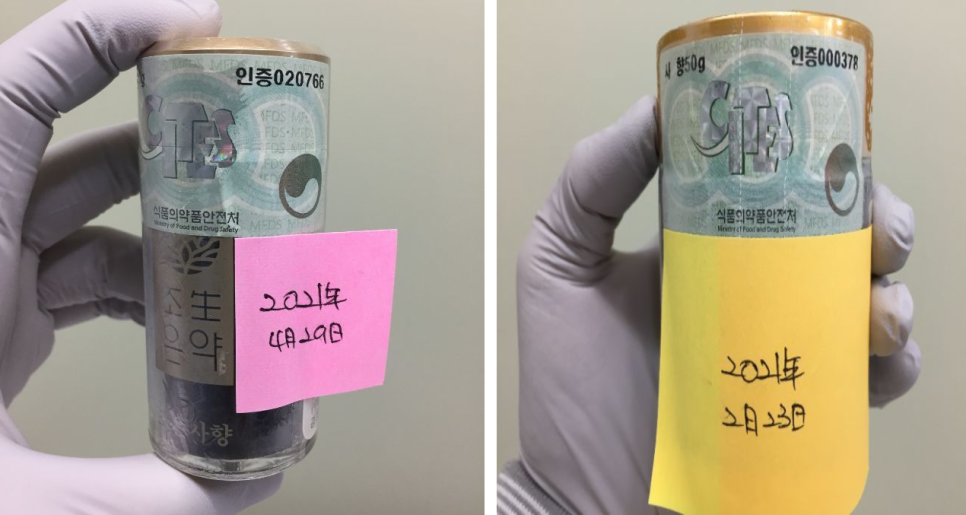 인증020766
CITES
식품의약품안전처
Ministry of Food and Drug Safety
조生
은약
사향
2021年
4月29日
사 향50g
인증000378
CITES
식품의약품안전처
Ministry of Food and Drug Safety
2021年
2月23日